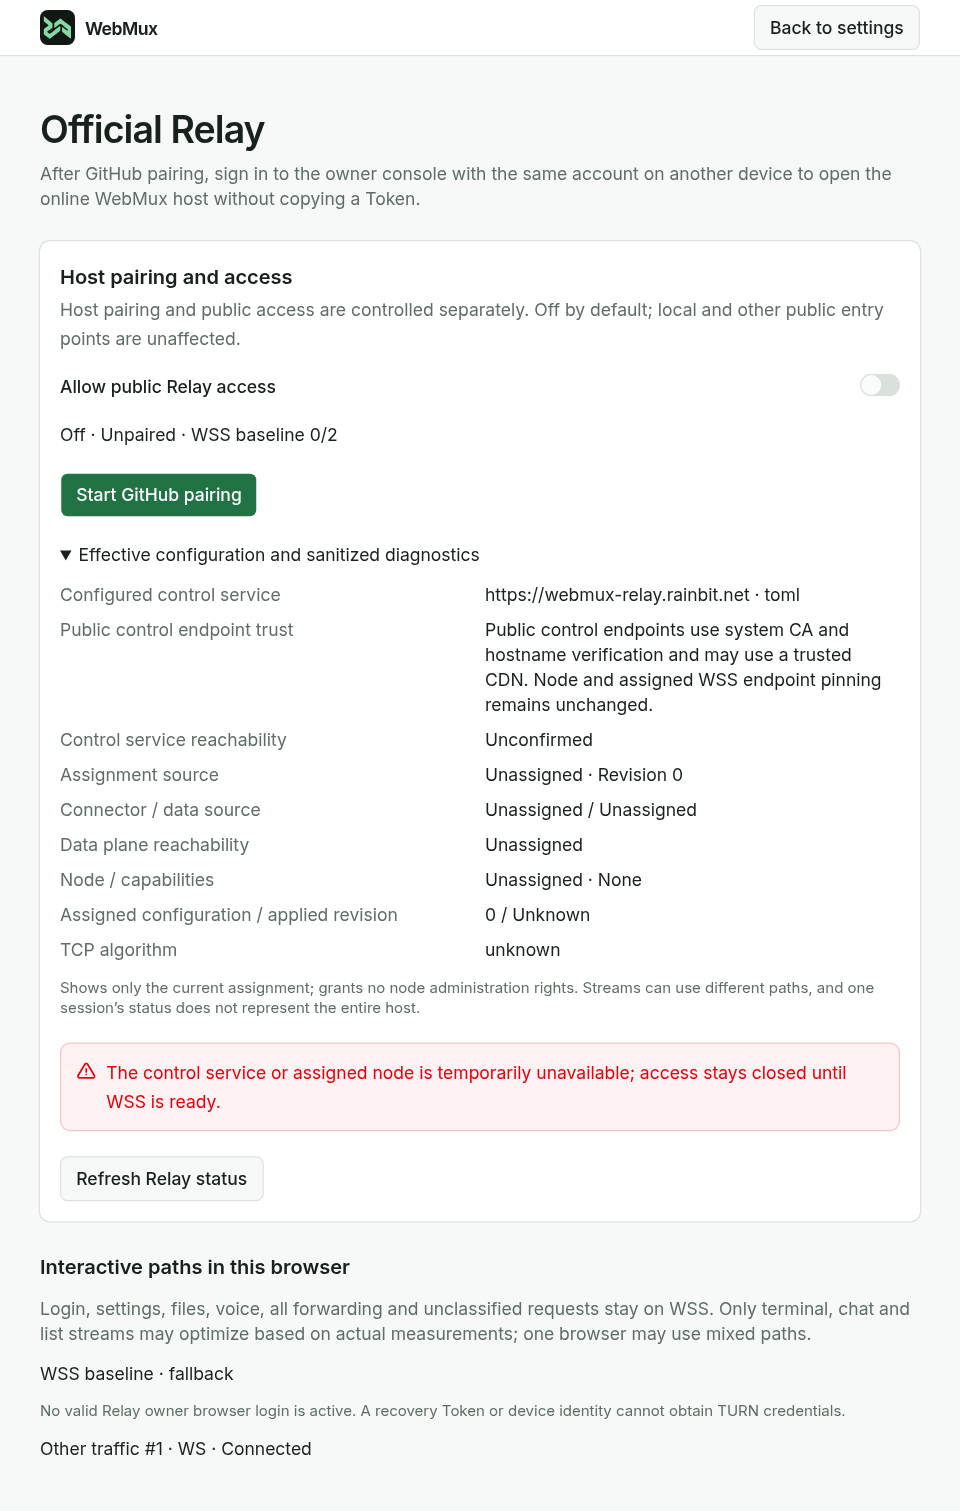 WebMux
Back to settings
Official Relay
After GitHub pairing, sign in to the owner console with the same account on another device to open the
online WebMux host without copying a Token.
Host pairing and access
Host pairing and public access are controlled separately. Off by default; local and other public entry
points are unaffected.
Allow public Relay access
Off · Unpaired · WSS baseline 0/2
Start GitHub pairing
▼ Effective configuration and sanitized diagnostics
Configured control service
https://webmux-relay.rainbit.net · toml
Public control endpoint trust
Public control endpoints use system CA and
hostname verification and may use a trusted
CDN. Node and assigned WSS endpoint pinning
remains unchanged.
Control service reachability
Unconfirmed
Assignment source
Unassigned · Revision 0
Connector / data source
Unassigned / Unassigned
Data plane reachability
Unassigned
Node / capabilities
Unassigned · None
Assigned configuration / applied revision
0 / Unknown
TCP algorithm
unknown
Shows only the current assignment; grants no node administration rights. Streams can use different paths, and one
session’s status does not represent the entire host.
The control service or assigned node is temporarily unavailable; access stays closed until
WSS is ready.
Refresh Relay status
Interactive paths in this browser
Login, settings, files, voice, all forwarding and unclassified requests stay on WSS. Only terminal, chat and
list streams may optimize based on actual measurements; one browser may use mixed paths.
WSS baseline · fallback
No valid Relay owner browser login is active. A recovery Token or device identity cannot obtain TURN credentials.
Other traffic #1 · WS · Connected